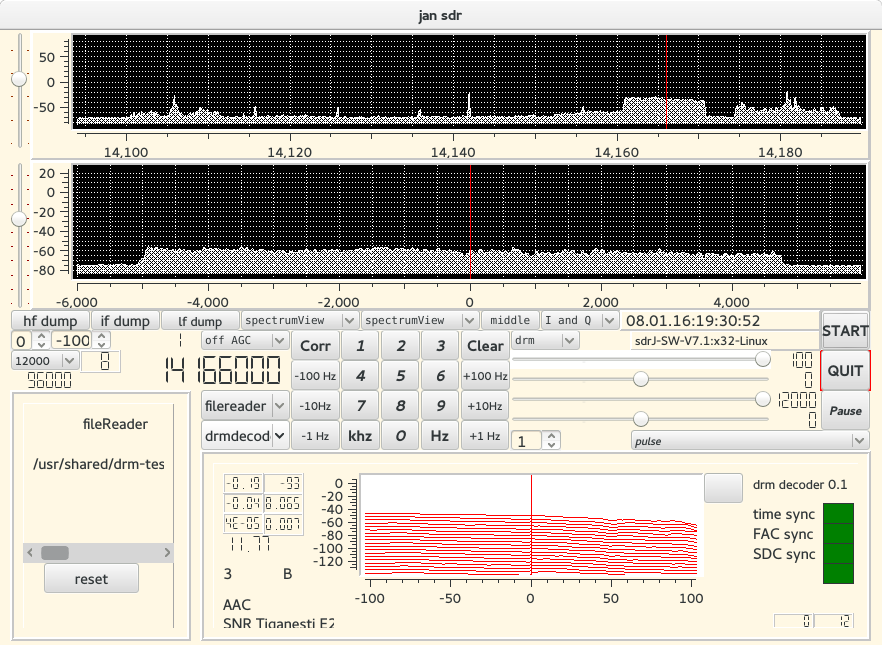 jan sdr
50
0
-50
14,100 14,120 14,140 14,160 14,180
20
0
-20
-40
-60
-80
-6,000 -4,000 -2,000 0 2,000 4,000
hf dump if dump lf dump spectrumView spectrumView middle I and Q 08.01.16:19:30:52
0 -100 off AGC Corr 1 2 3 Clear drm sdrJ-SW-V7.1:x32-Linux START
12000 0 14166000 100
96000 -100 Hz 4 5 6 +100 Hz 0 QUIT
filereader -10Hz 7 8 9 +10Hz 12000 Pause
drmdecod -1 Hz khz 0 Hz +1 Hz 1 0 pulse
fileReader
/usr/shared/drm-tes
reset
-0.19 -93
-0.04 0.065
4E-05 0.007
11.77
3 B
AAC
SNR Tiganesti E2
0
-20
-40
-60
-80
-100
-120
-100 -50 0 50 100
drm decoder 0.1
time sync
FAC sync
SDC sync
0 12